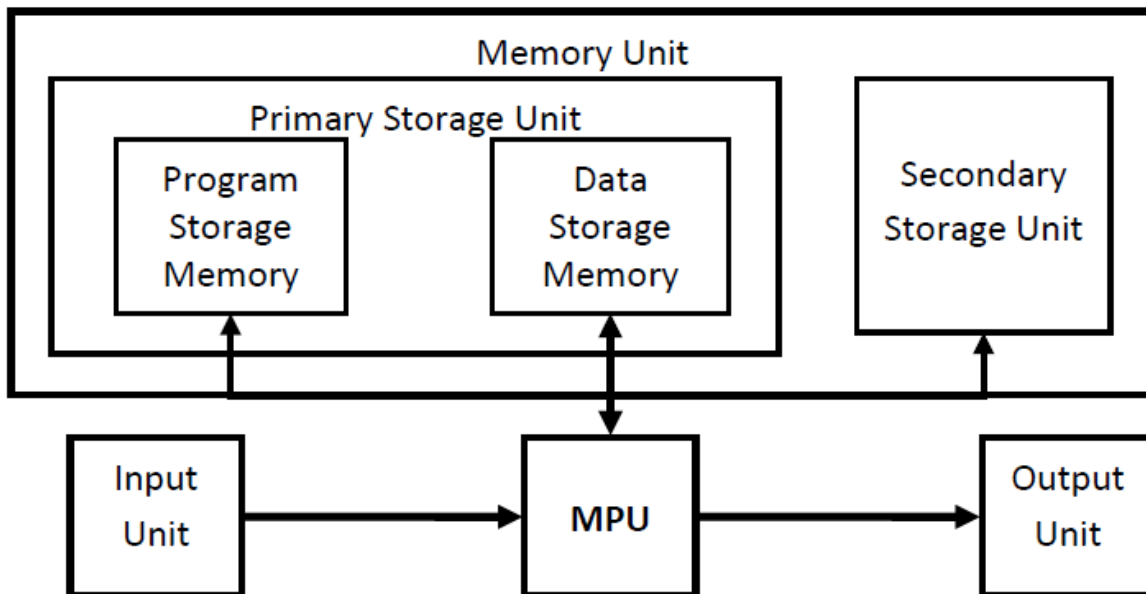 Memory Unit
Primary Storage Unit
Program
Storage
Memory
Data
Storage
Memory
Secondary
Storage Unit
Input
Unit
MPU
Output
Unit